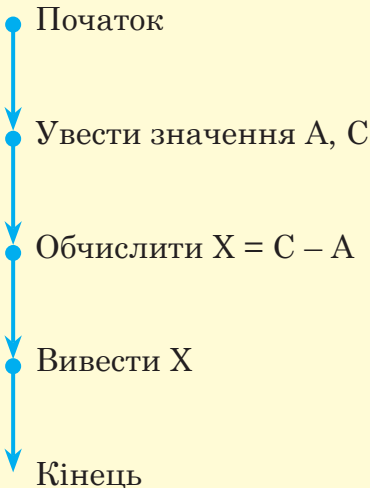 Початок
Увести значення А, С
Обчислити X = С – А
Вивести X
Кінець